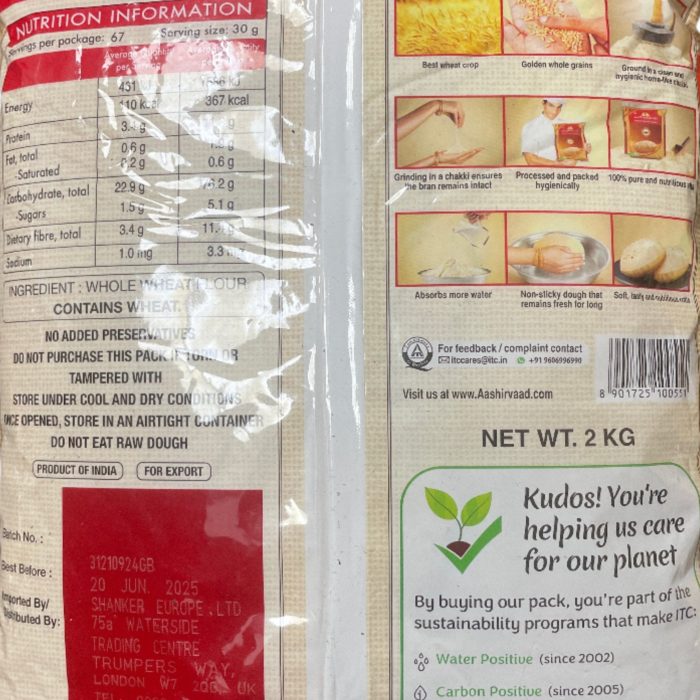 NUTRITION INFORMATION
Servings per package: 67 Serving size: 30 g
Average Quantity
per
431
Energy 110 kcal 367 kcal
Protein
Fat, total 0.6 g
-Saturated 0.2 g 0.6 g
Carbohydrate, total 22.9 g
-Sugars 1.5 g 5.1 g
Dietary fibre, total 3.4 g
Sodium 1.0 mg
INGREDIENT : WHOLE WHEAT FLOUR
CONTAINS WHEAT.
NO ADDED PRESERVATIVES
DO NOT PURCHASE THIS PACK IF TORN OR
TAMPERED WITH
STORE UNDER COOL AND DRY CONDITIONS
ONCE OPENED, STORE IN AN AIRTIGHT CONTAINER
DO NOT EAT RAW DOUGH
PRODUCT OF INDIA FOR EXPORT
Batch No. : 31210924GB
Best Before : 20 JUN. 2025
Imported By/ SHANKER EUROPE.LTD
Distributed By: 75a WATERSIDE
TRADING CENTRE
TRUMPERS WAY,
LONDON W7 UK
TEL
Best wheat crop
Golden whole grains
Ground in a clean and
hygienic home-like
Grinding in a chakki ensures
the bran remains intact
Processed and packed
hygienically
100% pure and nutritious
Absorbs more water
Non-sticky dough that
remains fresh for long
Soft, tasty and nutritious
For feedback / complaint contact
itccares@itc.in +91 9606996990
Visit us at www.Aashirvaad.com
8 901725 100551
NET WT. 2 KG
Kudos! You're
helping us care
for our planet
By buying our pack, you're part of the
sustainability programs that make ITC:
Water Positive (since 2002)
Carbon Positive (since 2005)